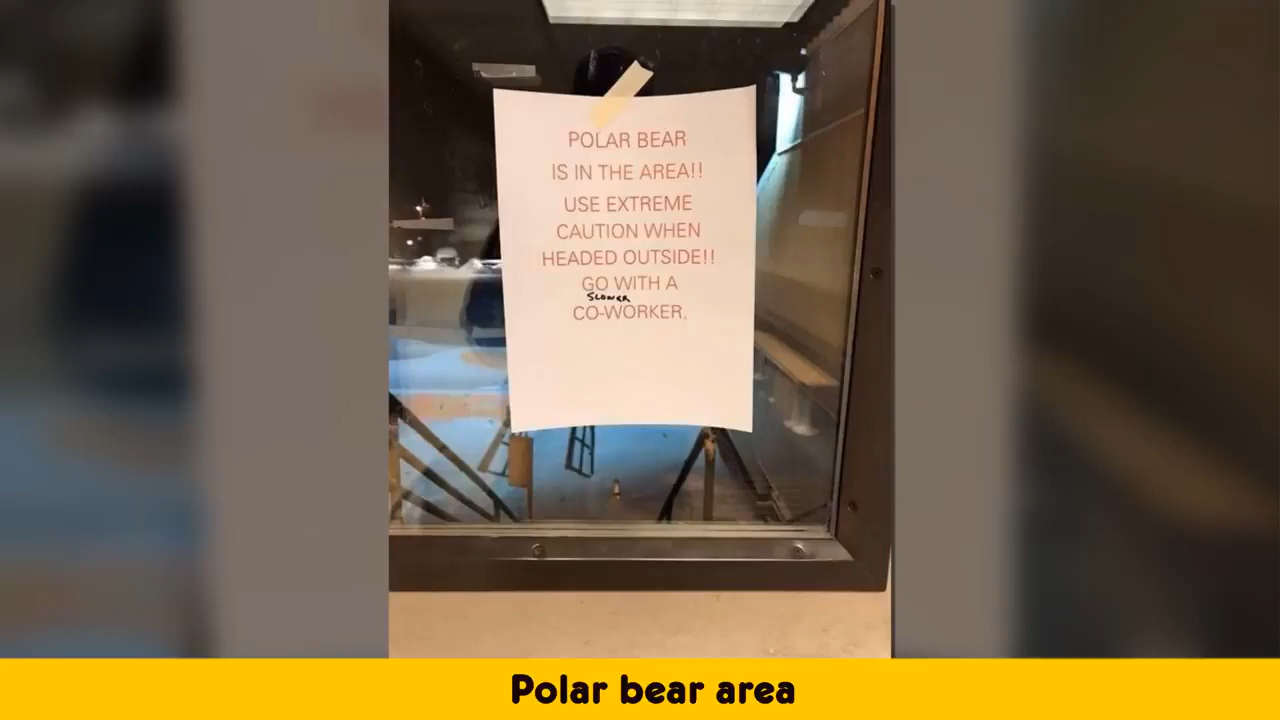 POLAR BEAR
IS IN THE AREA!!
USE EXTREME
CAUTION WHEN
HEADED OUTSIDE!!
GO WITH A
SLOWER
CO-WORKER.
Polar bear area